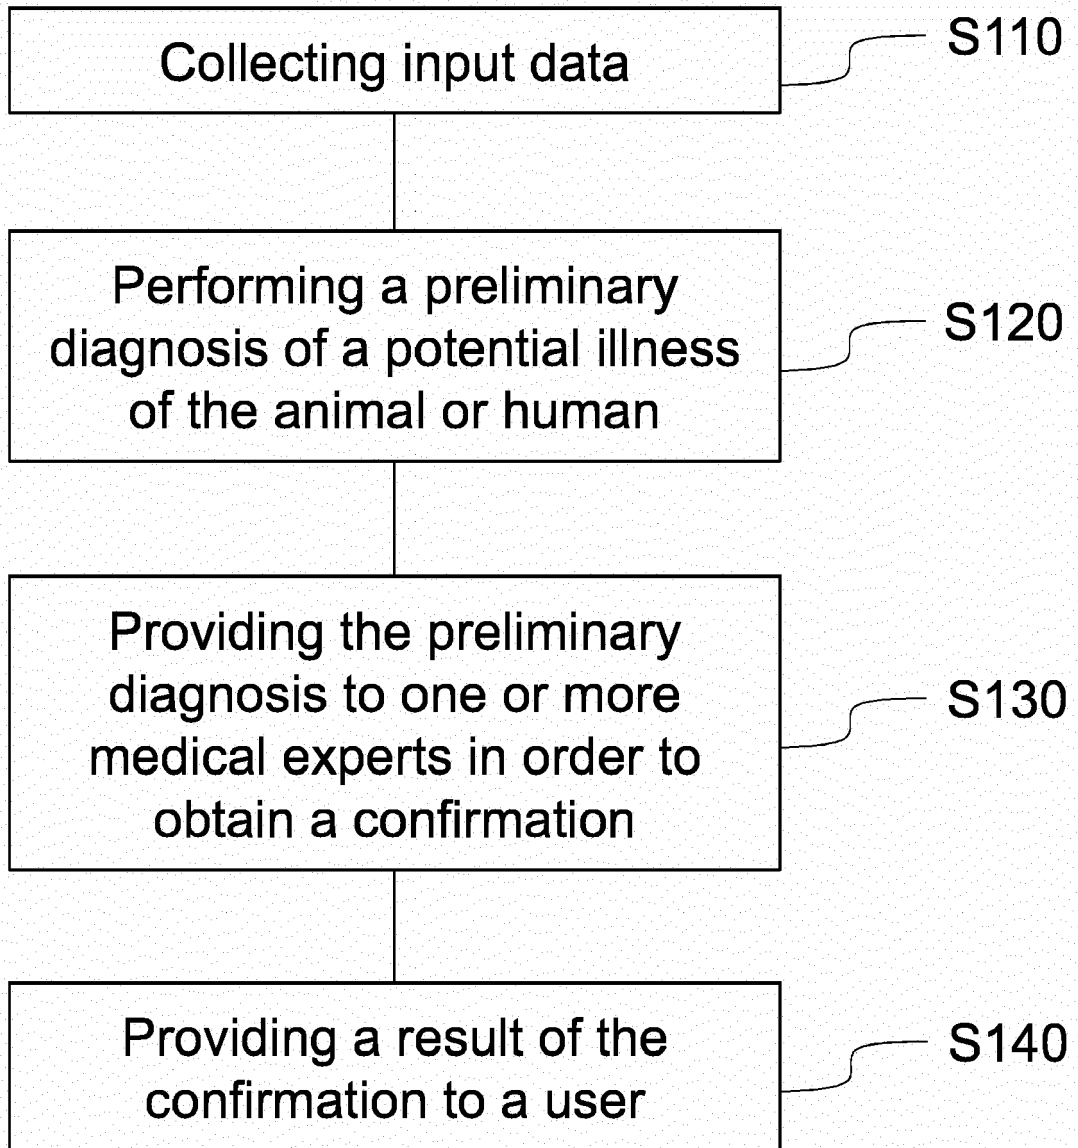 Collecting input data
S110
Performing a preliminary
diagnosis of a potential illness
of the animal or human
S120
Providing the preliminary
diagnosis to one or more
medical experts in order to
obtain a confirmation
S130
Providing a result of the
confirmation to a user
S140